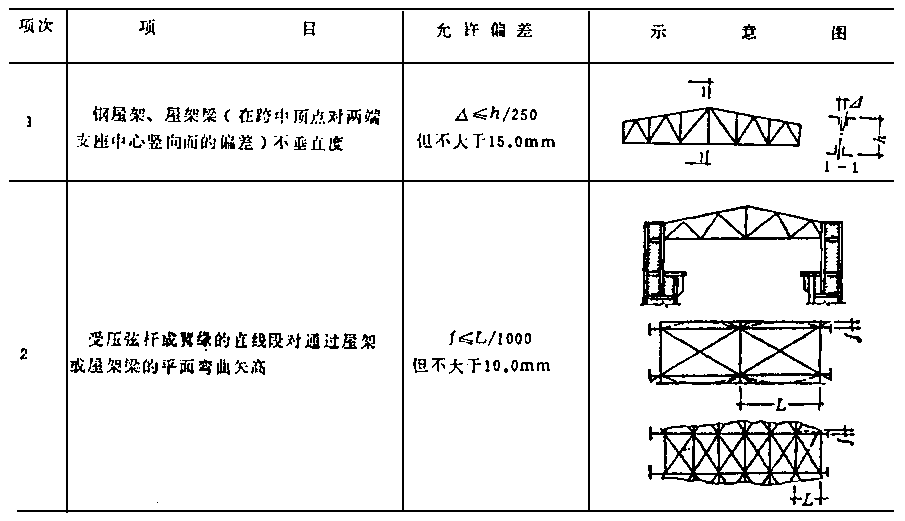 项次 项 目 允许偏差 示 意 图
1 钢屋架、屋架梁(在跨中顶点对两端
支座中心竖向面的偏差)不垂直度
Δ≤h/250
但不大于15.0mm
1
1
Δ
h
1-1
2 受压弦杆或翼缘的直线段对通过屋架
或屋架梁的平面弯曲矢高
f≤L/1000
但不大于10.0mm
f
L
f
L